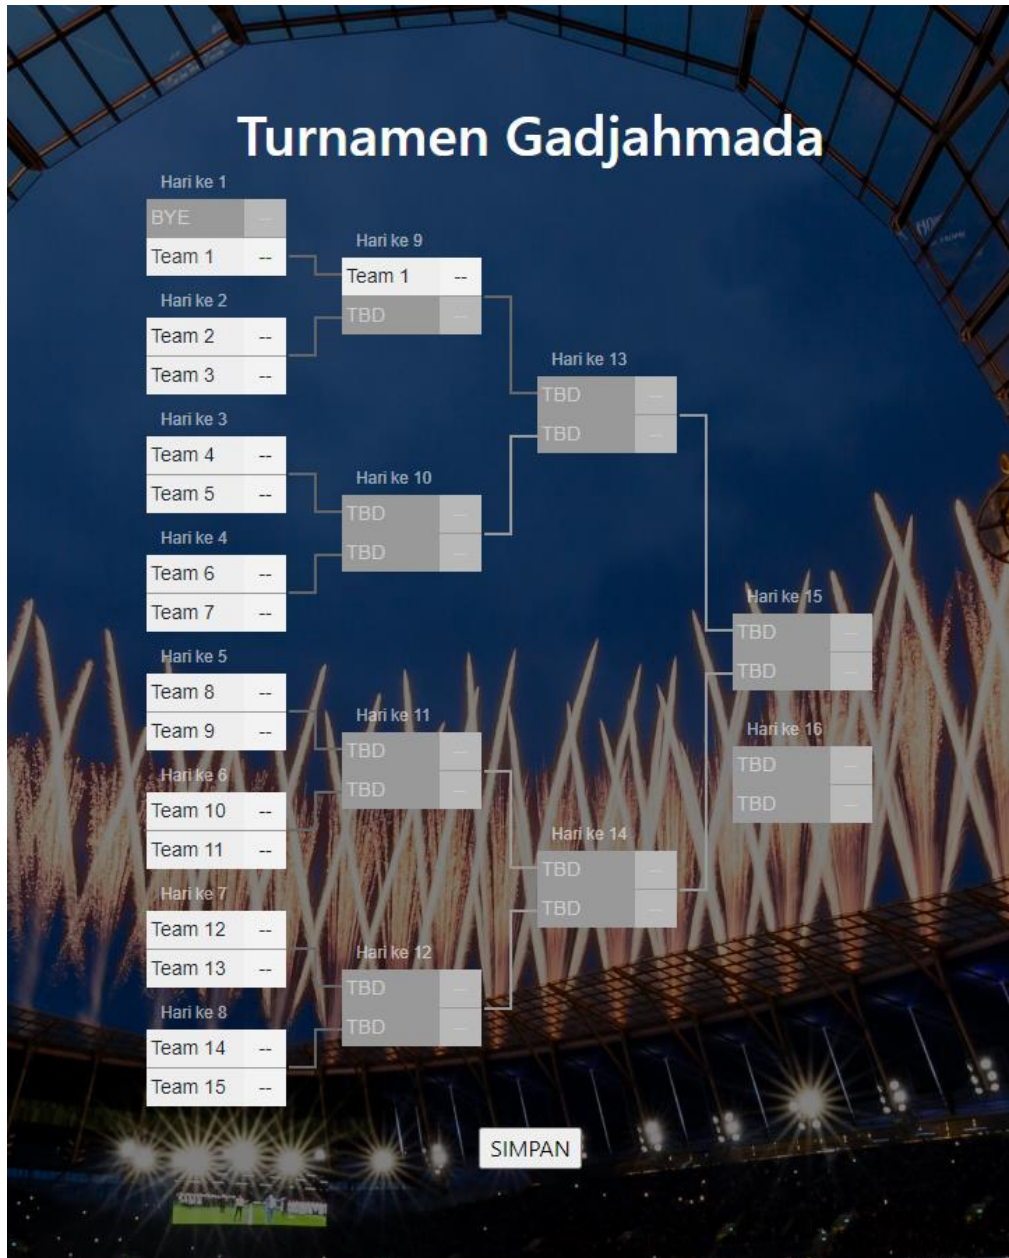 Turnamen Gadjahmada
Hari ke 1
BYE --
Team 1 --
Hari ke 2
Team 2 --
Team 3 --
Hari ke 3
Team 4 --
Team 5 --
Hari ke 4
Team 6 --
Team 7 --
Hari ke 5
Team 8 --
Team 9 --
Hari ke 6
Team 10 --
Team 11 --
Hari ke 7
Team 12 --
Team 13 --
Hari ke 8
Team 14 --
Team 15 --
Hari ke 9
Team 1 --
TBD --
Hari ke 10
TBD --
TBD --
Hari ke 11
TBD --
TBD --
Hari ke 12
TBD --
TBD --
Hari ke 13
TBD --
TBD --
Hari ke 14
TBD --
TBD --
Hari ke 15
TBD --
TBD --
Hari ke 16
TBD --
TBD --
SIMPAN